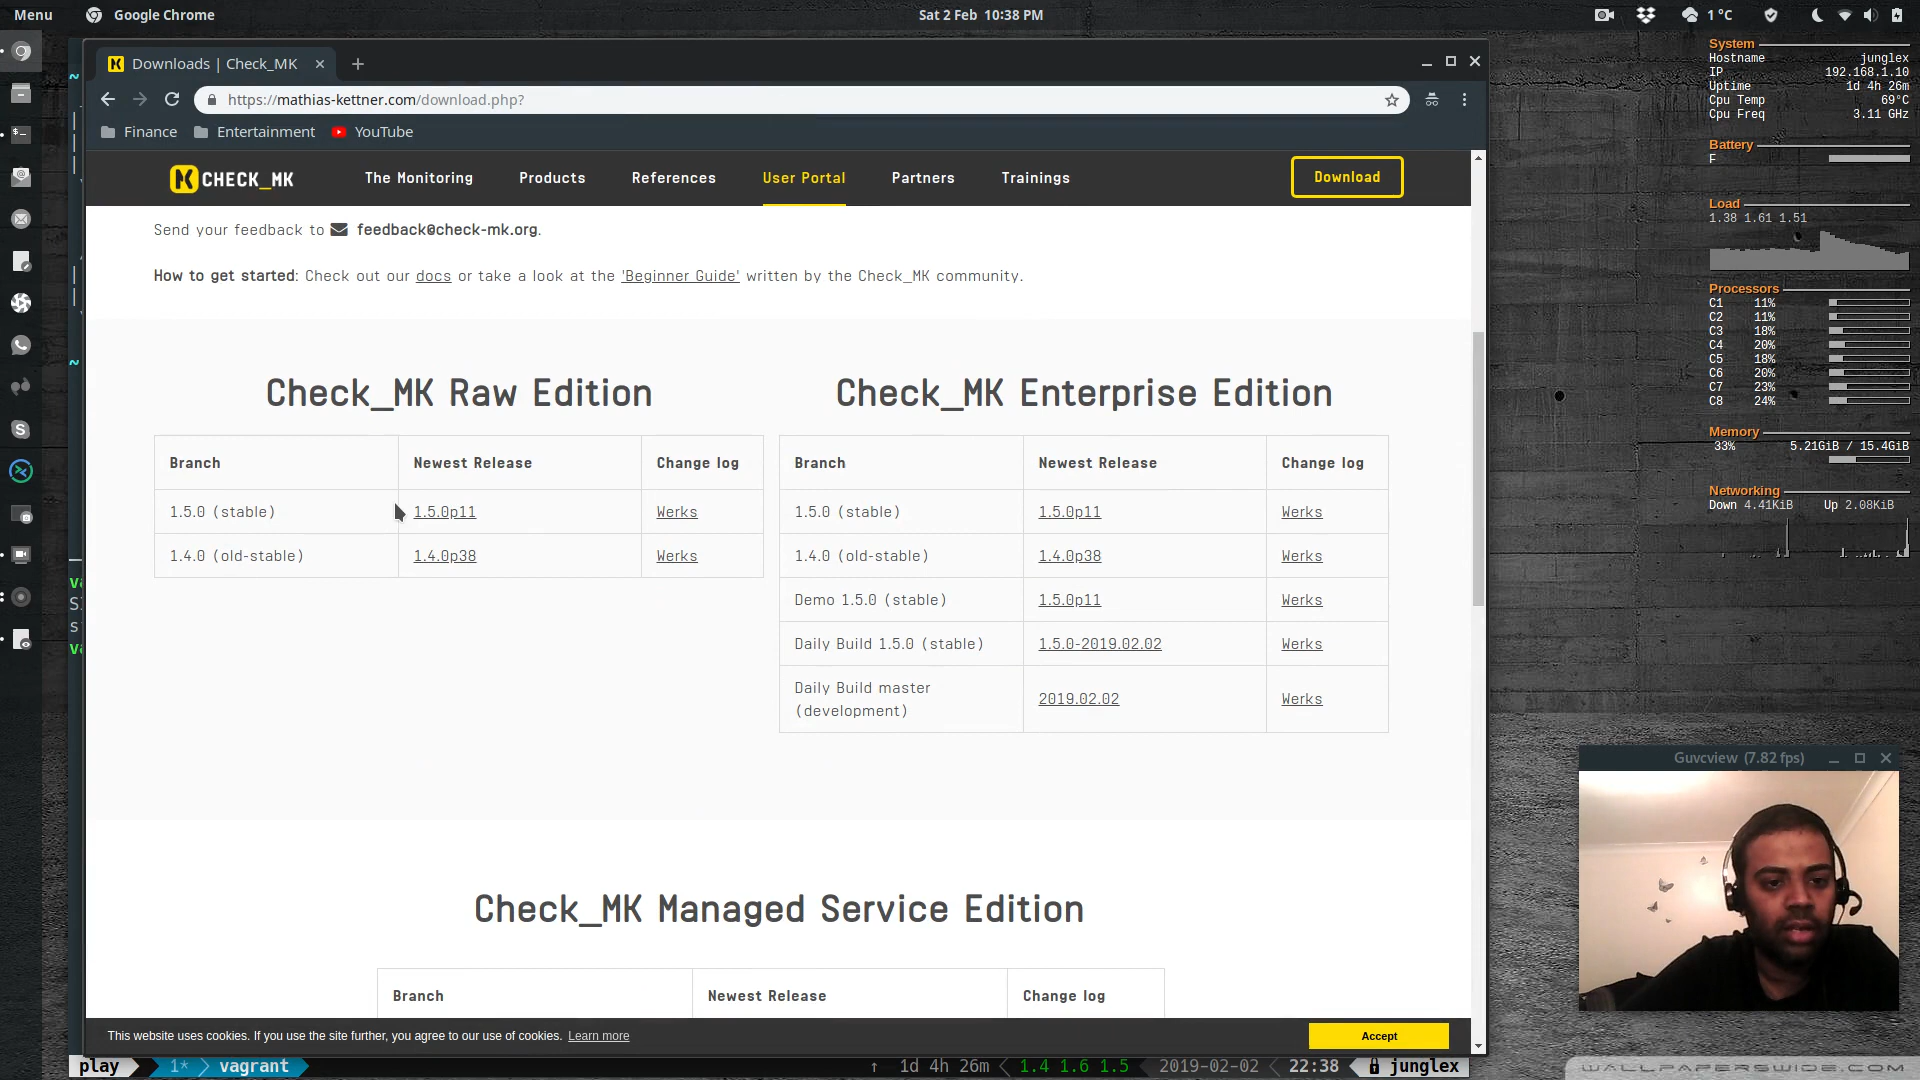 Menu
Google Chrome
Sat 2 Feb 10:38 PM
1 °C
Downloads | Check_MK
https://mathias-kettner.com/download.php?
Finance
Entertainment
YouTube
CHECK_MK
The Monitoring
Products
References
User Portal
Partners
Trainings
Download
Send your feedback to feedback@check-mk.org.
How to get started: Check out our docs or take a look at the 'Beginner Guide' written by the Check_MK community.
Check_MK Raw Edition
Branch Newest Release Change log
1.5.0 (stable) 1.5.0p11 Werks
1.4.0 (old-stable) 1.4.0p38 Werks
Check_MK Enterprise Edition
Branch Newest Release Change log
1.5.0 (stable) 1.5.0p11 Werks
1.4.0 (old-stable) 1.4.0p38 Werks
Demo 1.5.0 (stable) 1.5.0p11 Werks
Daily Build 1.5.0 (stable) 1.5.0-2019.02.02 Werks
Daily Build master
(development) 2019.02.02 Werks
Check_MK Managed Service Edition
Branch Newest Release Change log
This website uses cookies. If you use the site further, you agree to our use of cookies. Learn more
Accept
play 1* vagrant
↑ 1d 4h 26m 1.4 1.6 1.5 2019-02-02 22:38 junglex
System
Hostname junglex
IP 192.168.1.10
Uptime 1d 4h 26m
Cpu Temp 69°C
Cpu Freq 3.11 GHz
Battery
F
Load
1.38 1.61 1.51
Processors
C1 11%
C2 11%
C3 18%
C4 20%
C5 18%
C6 20%
C7 23%
C8 24%
Memory
33% 5.21GiB / 15.4GiB
Networking
Down 4.41KiB Up 2.08KiB
Guvcview (7.82 fps)
WALLPAPERSWIDE.COM